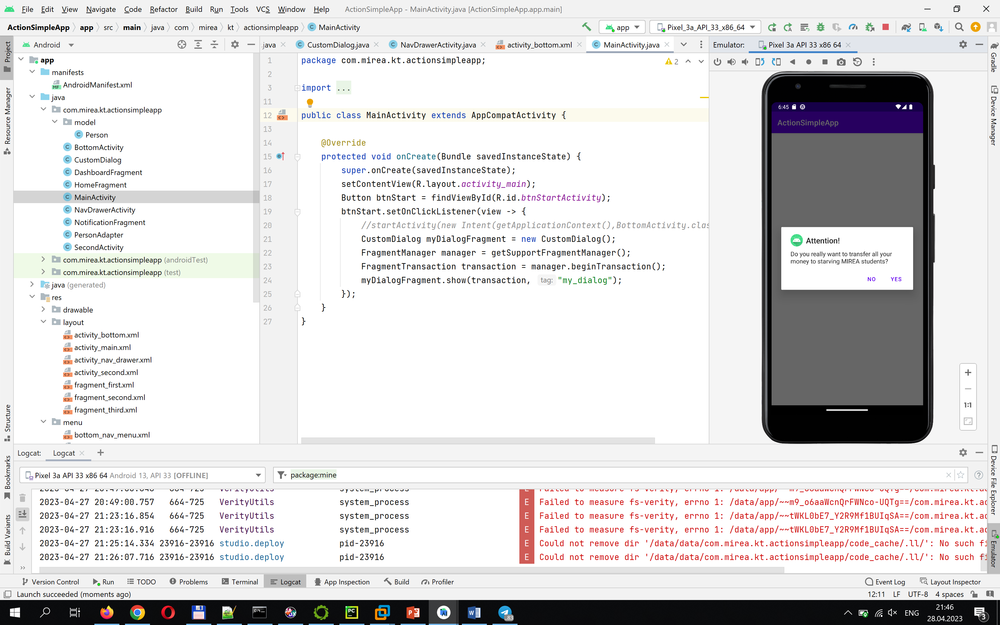 File Edit View Navigate Code Refactor Build Run Tools VCS Window Help ActionSimpleApp - MainActivity.java [ActionSimpleApp.app.main]
ActionSimpleApp app src main java com mirea kt actionsimpleapp MainActivity app Pixel_3a_API_33_x86_64
Android
.java CustomDialog.java NavDrawerActivity.java activity_bottom.xml MainActivity.java
Emulator: Pixel 3a API 33 x86 64
Project
Resource Manager
Structure
Bookmarks
Build Variants
app
manifests
AndroidManifest.xml
java
com.mirea.kt.actionsimpleapp
model
Person
BottomActivity
CustomDialog
DashboardFragment
HomeFragment
MainActivity
NavDrawerActivity
NotificationFragment
PersonAdapter
SecondActivity
com.mirea.kt.actionsimpleapp (androidTest)
com.mirea.kt.actionsimpleapp (test)
java (generated)
res
drawable
layout
activity_bottom.xml
activity_main.xml
activity_nav_drawer.xml
activity_second.xml
fragment_first.xml
fragment_second.xml
fragment_third.xml
menu
bottom_nav_menu.xml
2
1 package com.mirea.kt.actionsimpleapp;
2
3 import ...
11
12 public class MainActivity extends AppCompatActivity {
13
14 @Override
15 protected void onCreate(Bundle savedInstanceState) {
16 super.onCreate(savedInstanceState);
17 setContentView(R.layout.activity_main);
18 Button btnStart = findViewById(R.id.btnStartActivity);
19 btnStart.setOnClickListener(view -> {
20 //startActivity(new Intent(getApplicationContext(),BottomActivity.clas
21 CustomDialog myDialogFragment = new CustomDialog();
22 FragmentManager manager = getSupportFragmentManager();
23 FragmentTransaction transaction = manager.beginTransaction();
24 myDialogFragment.show(transaction, tag: "my_dialog");
25 });
26 }
27 }
6:45
ActionSimpleApp
Attention!
Do you really want to transfer all your
money to starving MIREA students?
NO YES
1:1
Gradle
Device Manager
Device File Explorer
Emulator
Logcat: Logcat
Pixel 3a API 33 x86 64 Android 13, API 33 [OFFLINE] package:mine
2023-04-27 20:49:00.757 664-725 VerityUtils system_process E Failed to measure fs-verity, errno 1: /data/app/~~m9_o6aaWcnQrFWNco-UQTg==/com.mirea.kt.ac
2023-04-27 21:23:16.854 664-725 VerityUtils system_process E Failed to measure fs-verity, errno 1: /data/app/~~tWKL0bE7_Y2R9Mf1BUIqSA==/com.mirea.kt.ac
2023-04-27 21:23:16.916 664-725 VerityUtils system_process E Failed to measure fs-verity, errno 1: /data/app/~~tWKL0bE7_Y2R9Mf1BUIqSA==/com.mirea.kt.ac
2023-04-27 21:25:14.334 23916-23916 studio.deploy pid-23916 E Could not remove dir '/data/data/com.mirea.kt.actionsimpleapp/code_cache/.ll/': No such fi
2023-04-27 21:26:07.716 23916-23916 studio.deploy pid-23916 E Could not remove dir '/data/data/com.mirea.kt.actionsimpleapp/code_cache/.ll/': No such fi
Version Control Run TODO Problems Terminal Logcat App Inspection Build Profiler Event Log Layout Inspector
Launch succeeded (moments ago) 12:11 LF UTF-8 4 spaces
ENG
21:46
28.04.2023
3
83